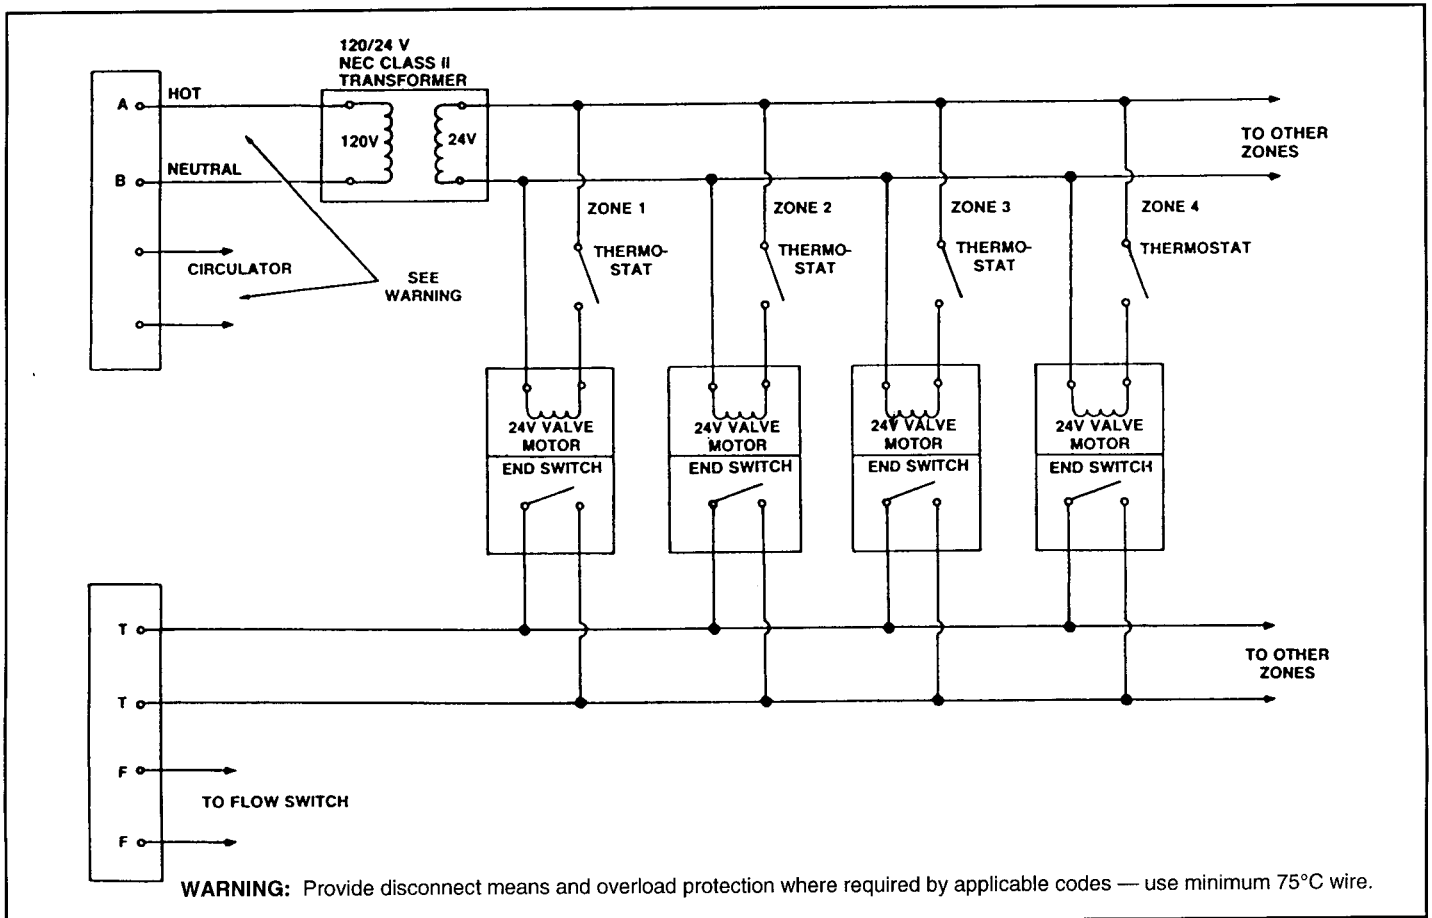 120/24 V
NEC CLASS II
TRANSFORMER
A
HOT
120V
24V
TO OTHER
ZONES
B
NEUTRAL
ZONE 1
ZONE 2
ZONE 3
ZONE 4
CIRCULATOR
SEE
WARNING
THERMO-
STAT
THERMO-
STAT
THERMO-
STAT
THERMOSTAT
24V VALVE
MOTOR
END SWITCH
24V VALVE
MOTOR
END SWITCH
24V VALVE
MOTOR
END SWITCH
24V VALVE
MOTOR
END SWITCH
T
TO OTHER
ZONES
T
F
TO FLOW SWITCH
F
WARNING: Provide disconnect means and overload protection where required by applicable codes — use minimum 75°C wire.